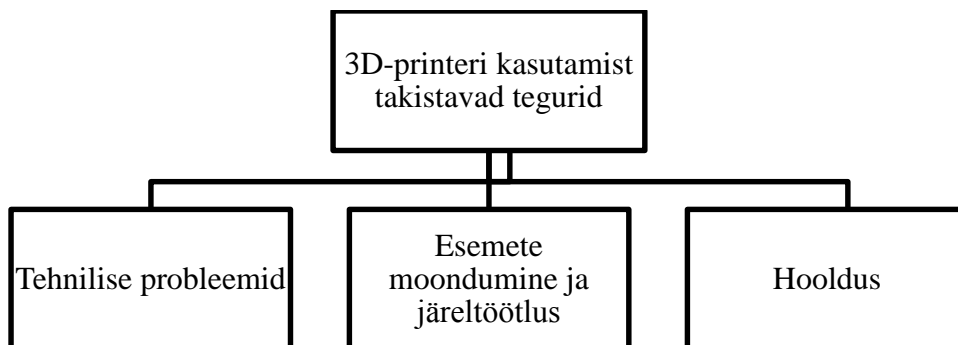 3D-printeri kasutamist
takistavad tegurid
Tehnilise probleemid
Esemete
moondumine ja
järeltöötlus
Hooldus